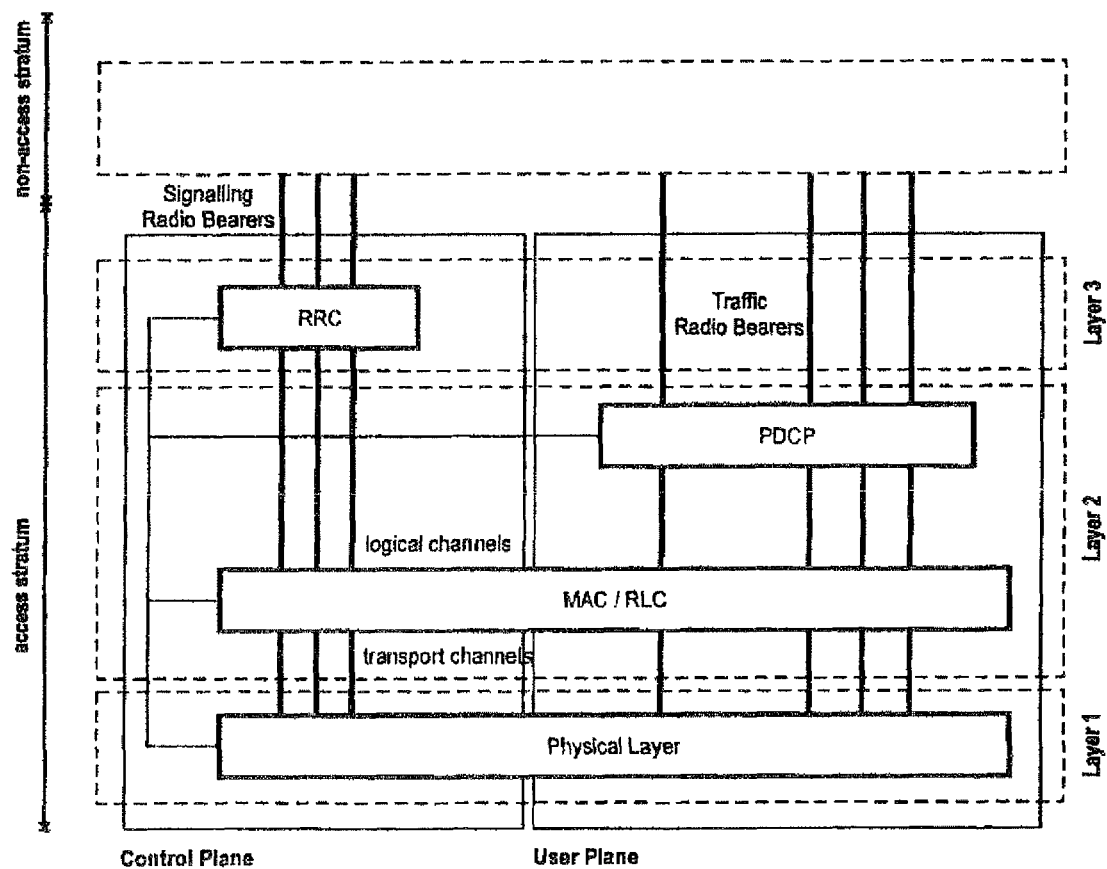 non-access stratum
Signalling
Radio Bearers
RRC
Traffic
Radio Bearers
Layer 3
PDCP
Layer 2
logical channels
MAC / RLC
access stratum
transport channels
Physical Layer
Layer 1
Control Plane
User Plane